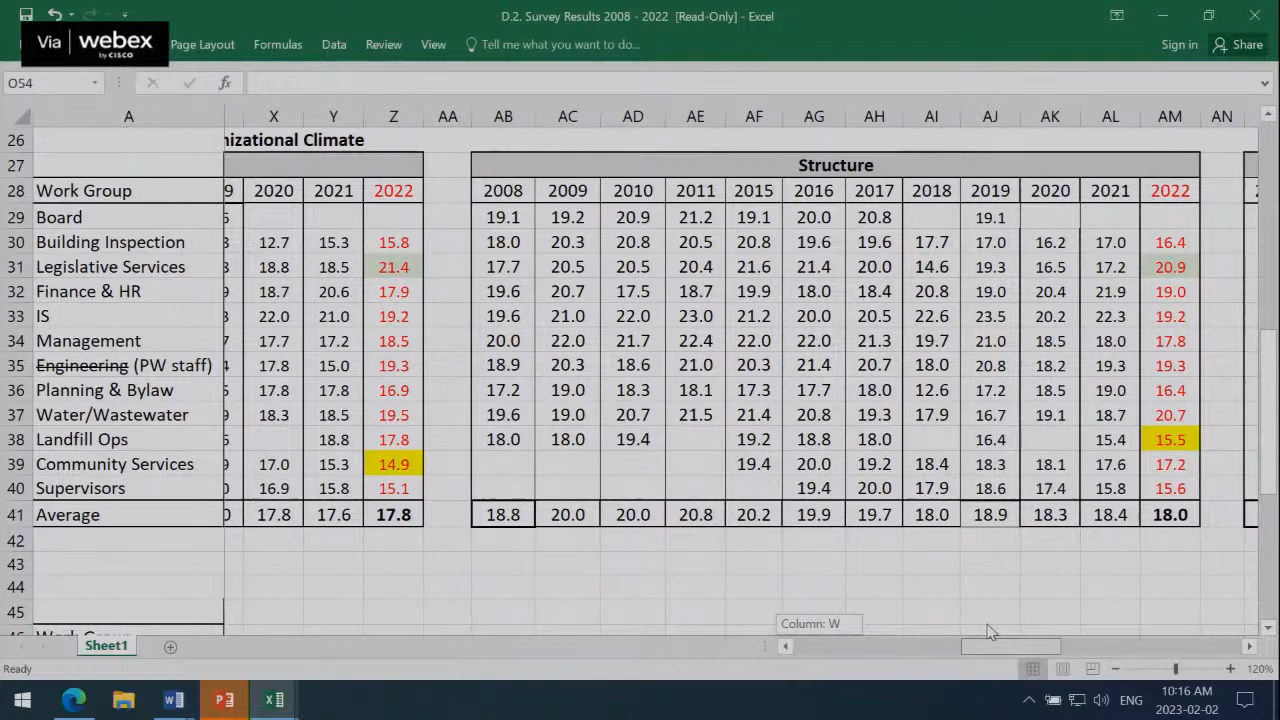 D.2. Survey Results 2008 - 2022 [Read-Only] - Excel
Via webex by CISCO Page Layout Formulas Data Review View Tell me what you want to do... Sign in Share
O54 fx
A X Y Z AA AB AC AD AE AF AG AH AI AJ AK AL AM AN
26 nizational Climate
27 Structure
28 Work Group 9 2020 2021 2022 2008 2009 2010 2011 2015 2016 2017 2018 2019 2020 2021 2022
29 Board 19.1 19.2 20.9 21.2 19.1 20.0 20.8 19.1
30 Building Inspection 12.7 15.3 15.8 18.0 20.3 20.8 20.5 20.8 19.6 19.6 17.7 17.0 16.2 17.0 16.4
31 Legislative Services 18.8 18.5 21.4 17.7 20.5 20.5 20.4 21.6 21.4 20.0 14.6 19.3 16.5 17.2 20.9
32 Finance & HR 18.7 20.6 17.9 19.6 20.7 17.5 18.7 19.9 18.0 18.4 20.8 19.0 20.4 21.9 19.0
33 IS 22.0 21.0 19.2 19.6 21.0 22.0 23.0 21.2 20.0 20.5 22.6 23.5 20.2 22.3 19.2
34 Management 17.7 17.2 18.5 20.0 22.0 21.7 22.4 22.0 22.0 21.3 19.7 21.0 18.5 18.0 17.8
35 Engineering (PW staff) 17.8 15.0 19.3 18.9 20.3 18.6 21.0 20.3 21.4 20.7 18.0 20.8 18.2 19.3 19.3
36 Planning & Bylaw 17.8 17.8 16.9 17.2 19.0 18.3 18.1 17.3 17.7 18.0 12.6 17.2 18.5 19.0 16.4
37 Water/Wastewater 18.3 18.5 19.5 19.6 19.0 20.7 21.5 21.4 20.8 19.3 17.9 16.7 19.1 18.7 20.7
38 Landfill Ops 18.8 17.8 18.0 18.0 19.4 19.2 18.8 18.0 16.4 15.4 15.5
39 Community Services 17.0 15.3 14.9 19.4 20.0 19.2 18.4 18.3 18.1 17.6 17.2
40 Supervisors 16.9 15.8 15.1 19.4 20.0 17.9 18.6 17.4 15.8 15.6
41 Average 17.8 17.6 17.8 18.8 20.0 20.0 20.8 20.2 19.9 19.7 18.0 18.9 18.3 18.4 18.0
42
43
44
45
Column: W
Sheet1
Ready 120%
ENG 10:16 AM
2023-02-02